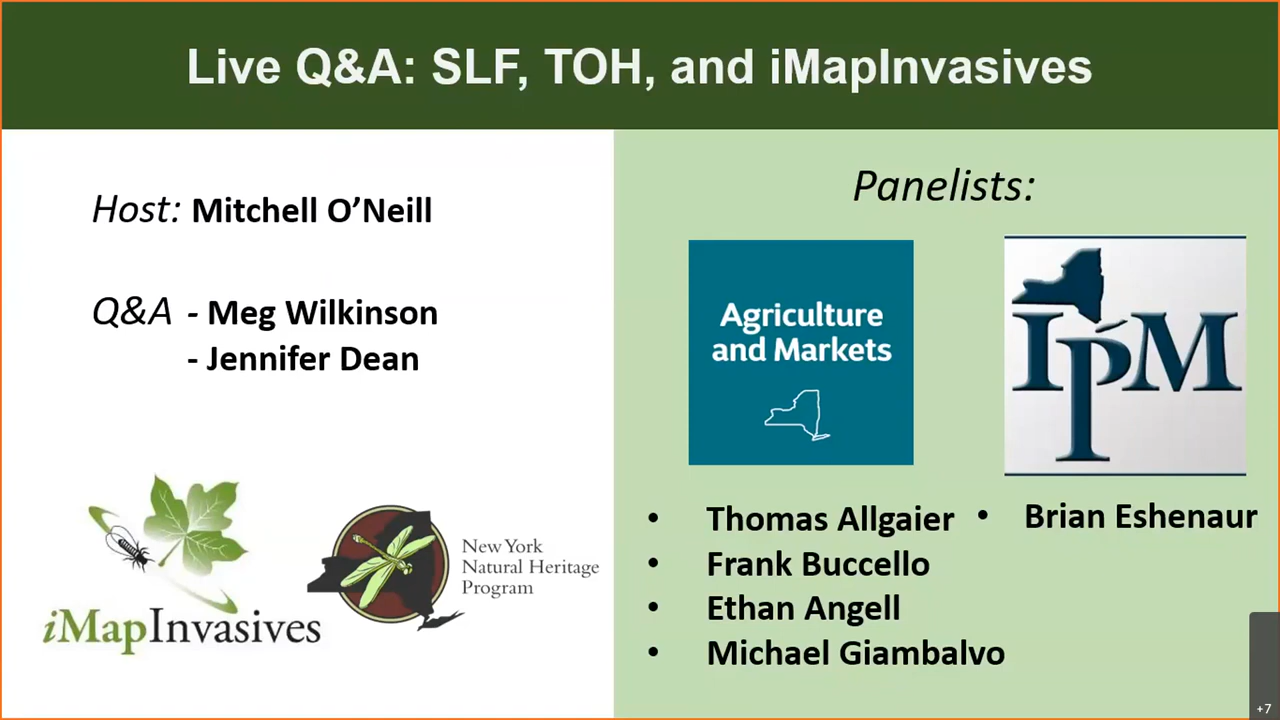 Live Q&A: SLF, TOH, and iMapInvasives
Host: Mitchell O’Neill
Q&A - Meg Wilkinson
- Jennifer Dean
iMapInvasives
New York
Natural Heritage
Program
Panelists:
Agriculture
and Markets
IPM
• Thomas Allgaier
• Frank Buccello
• Ethan Angell
• Michael Giambalvo
• Brian Eshenaur
+7